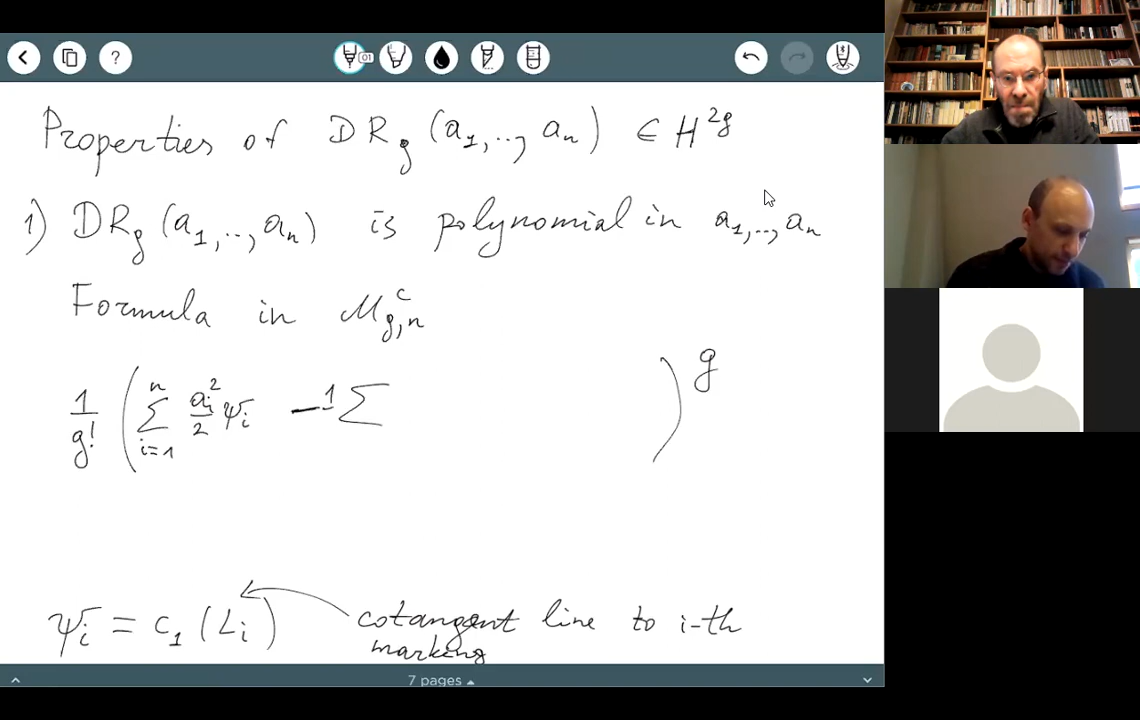 Properties of DR_g (a_1,..,a_n) ∈ H^{2g}
1) DR_g (a_1,..,a_n) is polynomial in a_1,..,a_n
Formula in M^c_{g,n}
1/g! ( ∑_{i=1}^n a_i^2/2 ψ_i - 1 ∑ )^g
ψ_i = c_1 (L_i) cotangent line to i-th
marking
7 pages